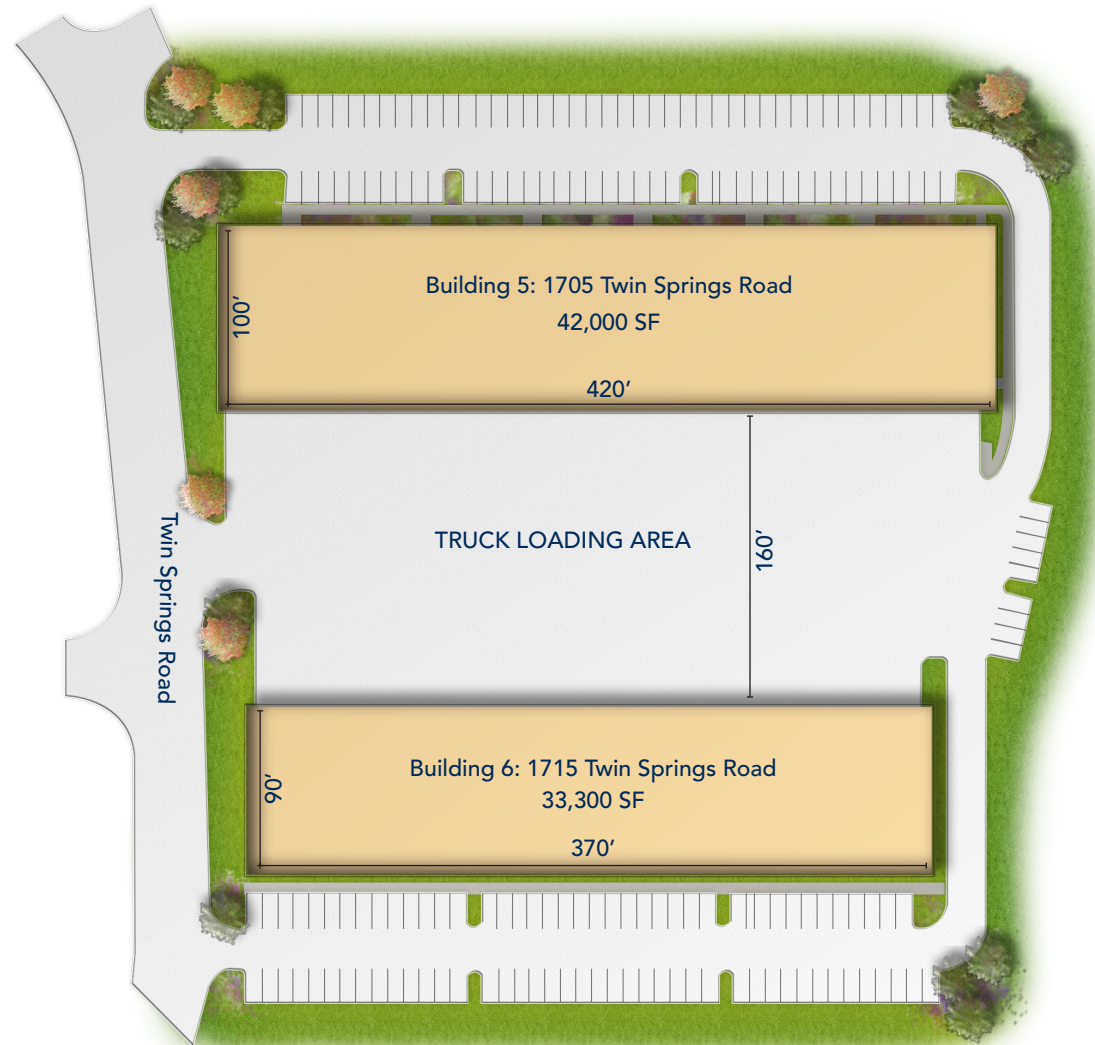 Building 5: 1705 Twin Springs Road
42,000 SF
100’
420’
TRUCK LOADING AREA
160’
Twin Springs Road
Building 6: 1715 Twin Springs Road
33,300 SF
90’
370’